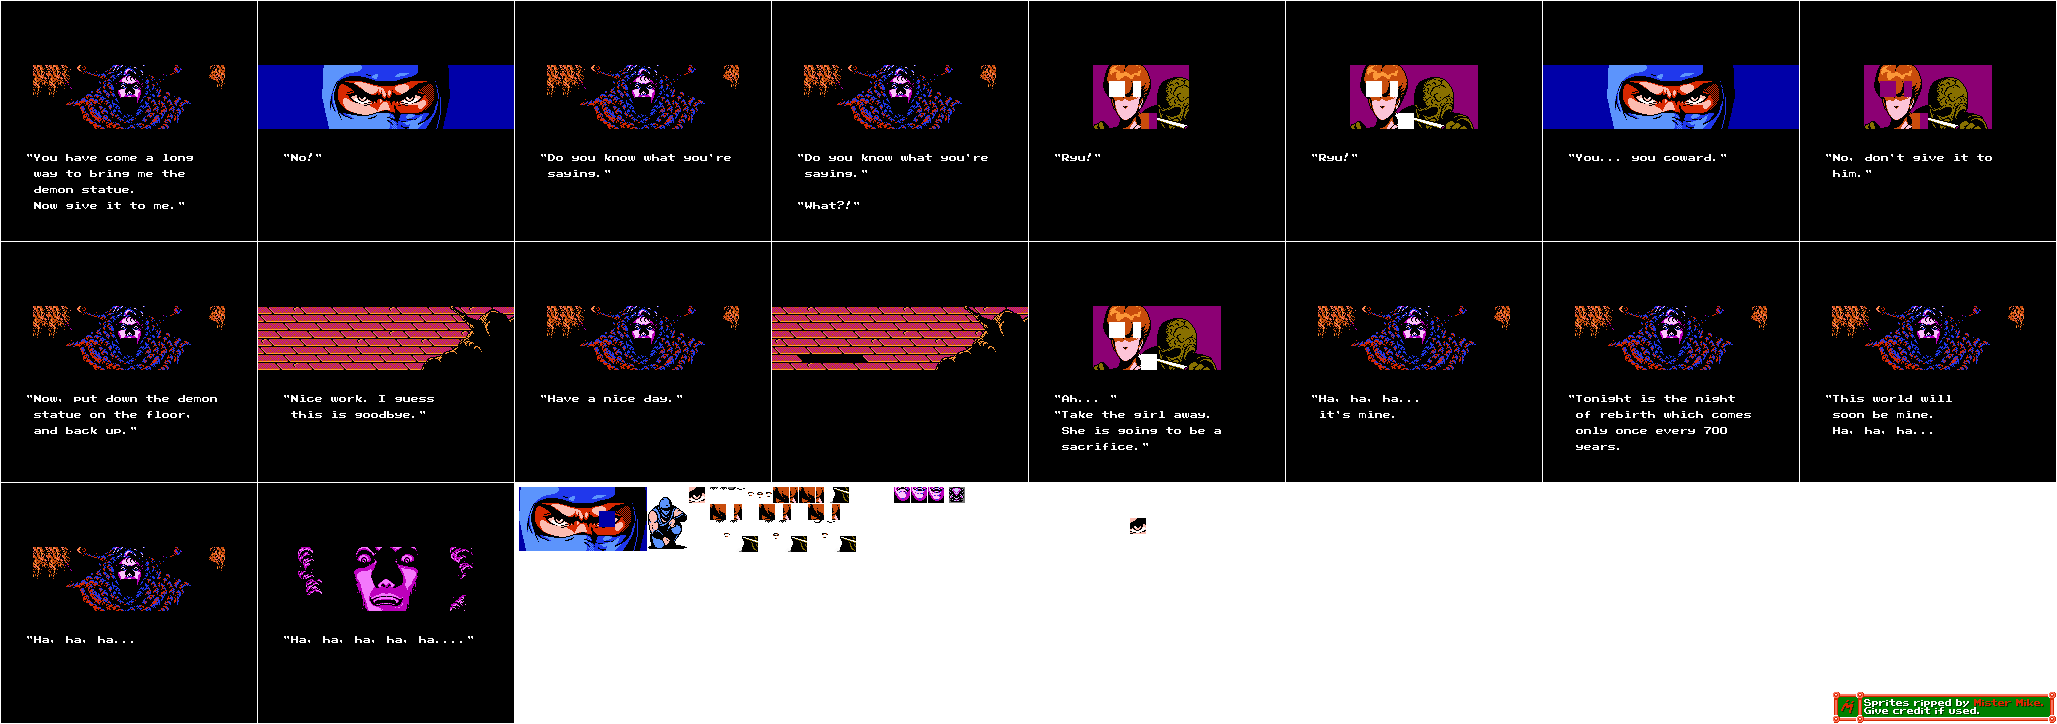 "You have come a long
way to bring me the
demon statue.
Now give it to me."
"No!"
"Do you know what you're
saying."
"Do you know what you're
saying."
"What?!"
"Ryu!"
"Ryu!"
"You... you coward."
"No, don't give it to
him."
"Now, put down the demon
statue on the floor,
and back up."
"Nice work. I guess
this is goodbye."
"Have a nice day."
"Ah... "
"Take the girl away.
She is going to be a
sacrifice."
"Ha, ha, ha...
it's mine.
"Tonight is the night
of rebirth which comes
only once every 700
years.
"This world will
soon be mine.
Ha, ha, ha...
"Ha, ha, ha...
"Ha, ha, ha, ha, ha...."
M
Sprites ripped by Mister Mike.
Give credit if used.